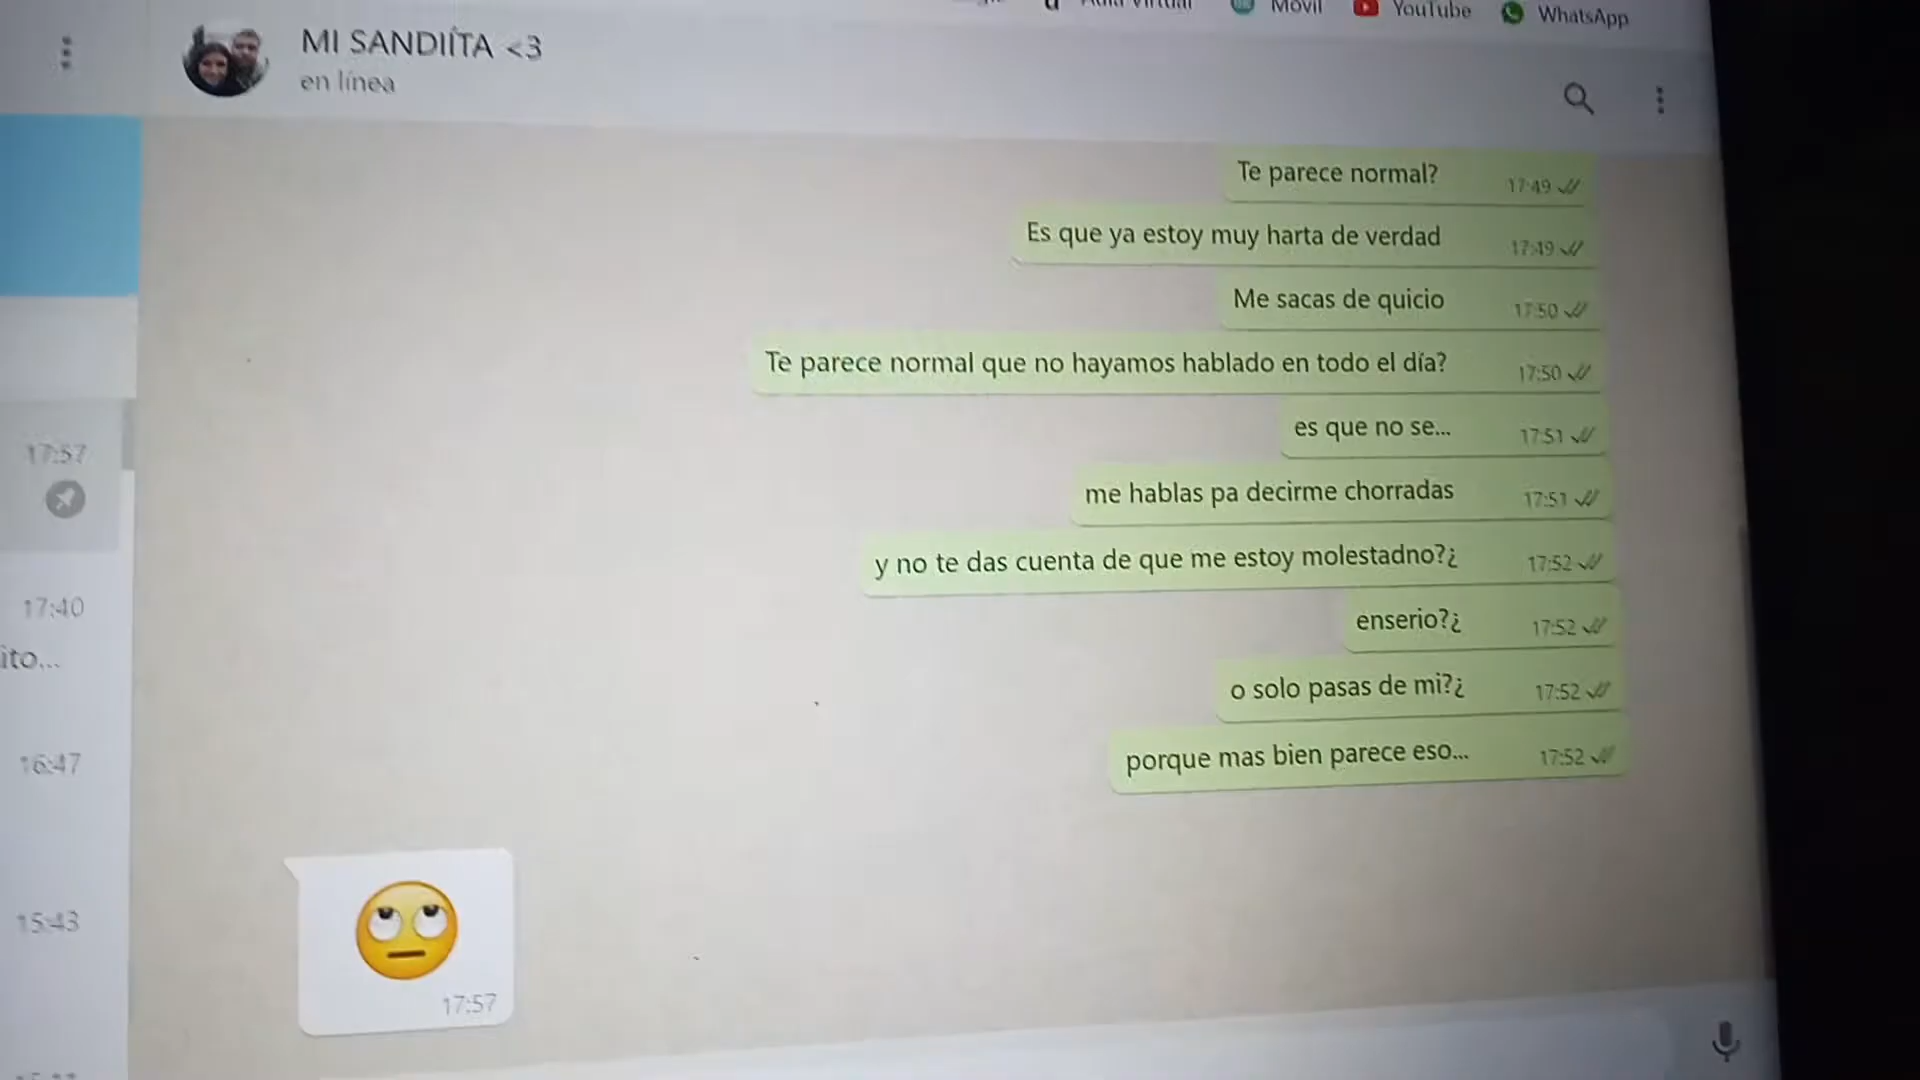 Aula Virtual
Móvil
YouTube
WhatsApp
MI SANDIÍTA <3
en línea
Te parece normal?
17:49
Es que ya estoy muy harta de verdad
17:49
Me sacas de quicio
17:50
Te parece normal que no hayamos hablado en todo el día?
17:50
es que no se...
17:51
me hablas pa decirme chorradas
17:51
y no te das cuenta de que me estoy molestadno?¿
17:52
enserio?¿
17:52
o solo pasas de mi?¿
17:52
porque mas bien parece eso...
17:52
17:57
17:57
17:40
ito...
16:47
15:43